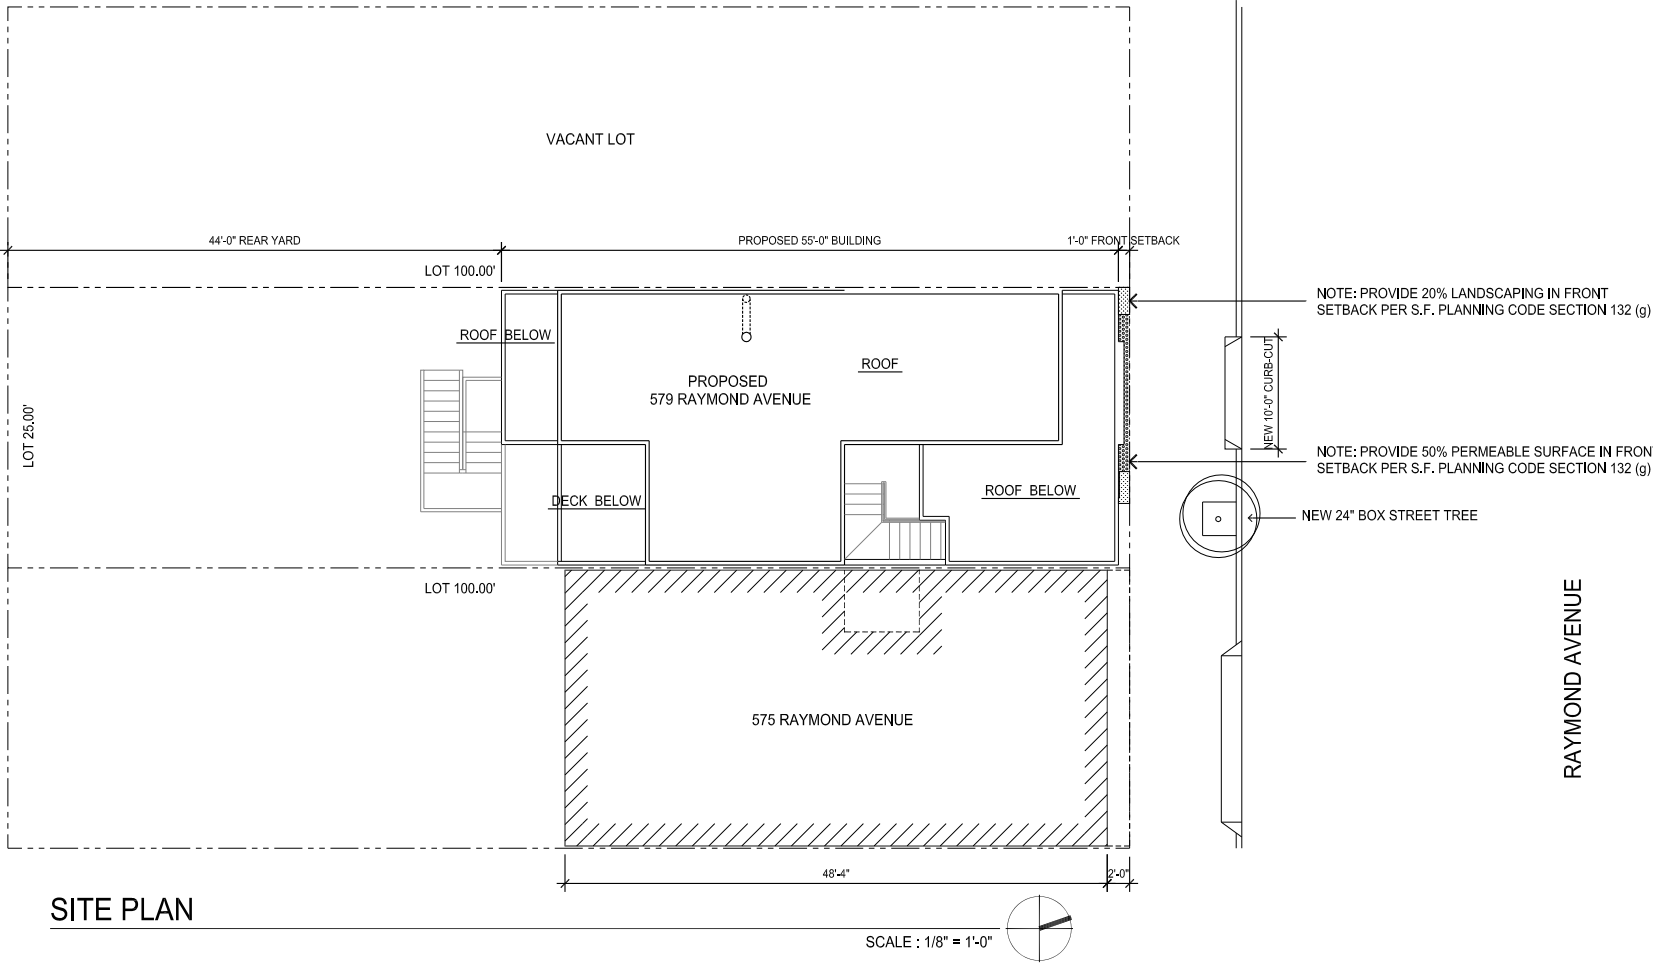 VACANT LOT
44'-0" REAR YARD
PROPOSED 55'-0" BUILDING
1'-0" FRONT SETBACK
LOT 100.00'
NOTE: PROVIDE 20% LANDSCAPING IN FRONT
SETBACK PER S.F. PLANNING CODE SECTION 132 (g)
ROOF BELOW
ROOF
PROPOSED
579 RAYMOND AVENUE
NEW 10'-0" CURB-CUT
LOT 25.00'
NOTE: PROVIDE 50% PERMEABLE SURFACE IN FRON
SETBACK PER S.F. PLANNING CODE SECTION 132 (g)
DECK BELOW
ROOF BELOW
NEW 24" BOX STREET TREE
LOT 100.00'
RAYMOND AVENUE
575 RAYMOND AVENUE
48'-4"
2'-0"
SITE PLAN
SCALE : 1/8" = 1'-0"